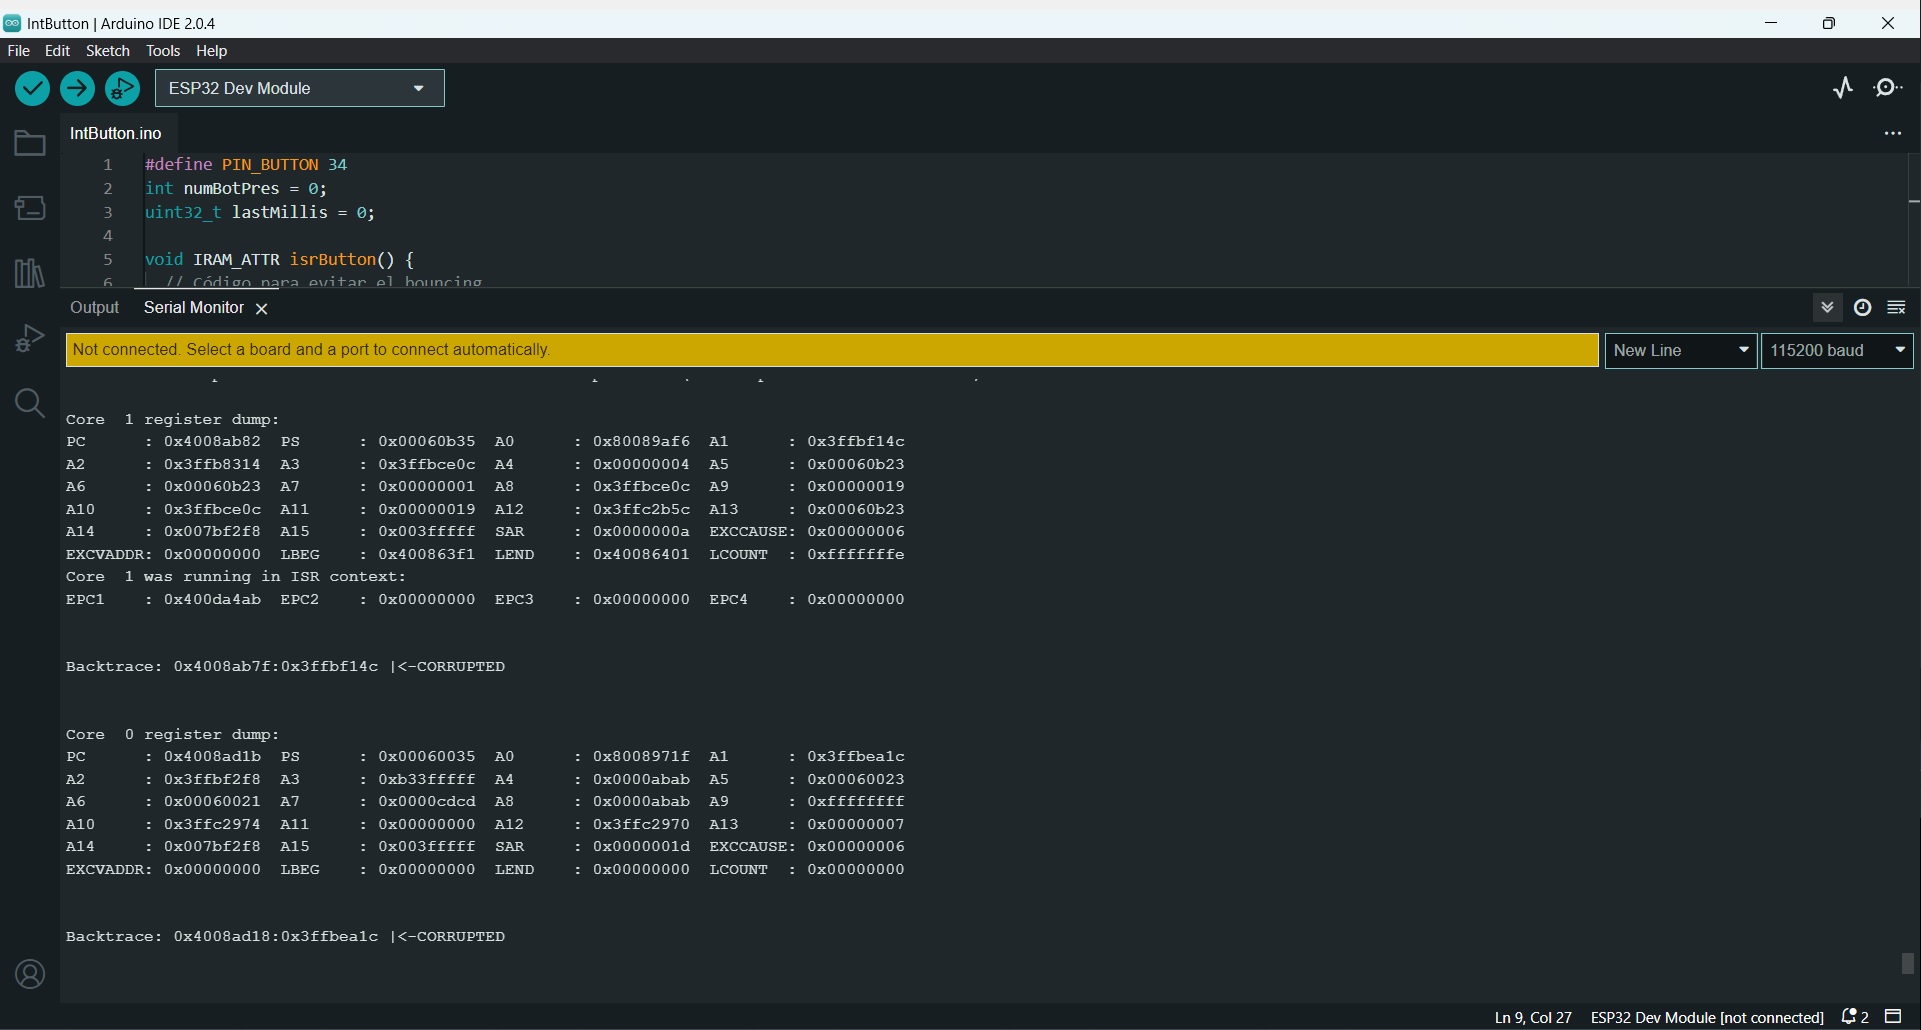 IntButton | Arduino IDE 2.0.4
File Edit Sketch Tools Help
ESP32 Dev Module
IntButton.ino
1 #define PIN_BUTTON 34
2 int numBotPres = 0;
3 uint32_t lastMillis = 0;
4
5 void IRAM_ATTR isrButton() {
6 // Código para evitar el bouncing
Output Serial Monitor
Not connected. Select a board and a port to connect automatically. New Line 115200 baud
Core  1 register dump:
PC      : 0x4008ab82  PS      : 0x00060b35  A0      : 0x80089af6  A1      : 0x3ffbf14c
A2      : 0x3ffb8314  A3      : 0x3ffbce0c  A4      : 0x00000004  A5      : 0x00060b23
A6      : 0x00060b23  A7      : 0x00000001  A8      : 0x3ffbce0c  A9      : 0x00000019
A10     : 0x3ffbce0c  A11     : 0x00000019  A12     : 0x3ffc2b5c  A13     : 0x00060b23
A14     : 0x007bf2f8  A15     : 0x003fffff  SAR     : 0x0000000a  EXCCAUSE: 0x00000006
EXCVADDR: 0x00000000  LBEG    : 0x400863f1  LEND    : 0x40086401  LCOUNT  : 0xfffffffe
Core  1 was running in ISR context:
EPC1    : 0x400da4ab  EPC2    : 0x00000000  EPC3    : 0x00000000  EPC4    : 0x00000000
Backtrace: 0x4008ab7f:0x3ffbf14c |<-CORRUPTED
Core  0 register dump:
PC      : 0x4008ad1b  PS      : 0x00060035  A0      : 0x8008971f  A1      : 0x3ffbea1c
A2      : 0x3ffbf2f8  A3      : 0xb33fffff  A4      : 0x0000abab  A5      : 0x00060023
A6      : 0x00060021  A7      : 0x0000cdcd  A8      : 0x0000abab  A9      : 0xffffffff
A10     : 0x3ffc2974  A11     : 0x00000000  A12     : 0x3ffc2970  A13     : 0x00000007
A14     : 0x007bf2f8  A15     : 0x003fffff  SAR     : 0x0000001d  EXCCAUSE: 0x00000006
EXCVADDR: 0x00000000  LBEG    : 0x00000000  LEND    : 0x00000000  LCOUNT  : 0x00000000
Backtrace: 0x4008ad18:0x3ffbea1c |<-CORRUPTED
Ln 9, Col 27 ESP32 Dev Module [not connected] 2